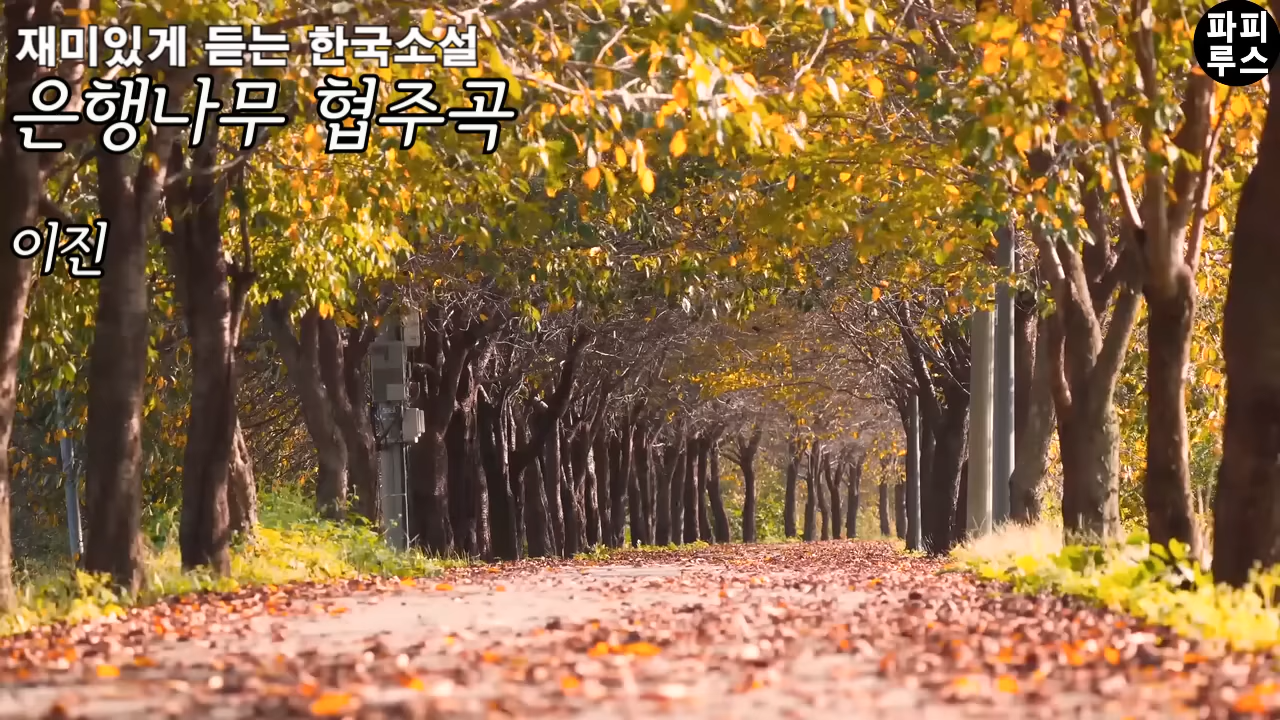 재미있게 듣는 한국소설
은행나무 협주곡
이진
파피
루스